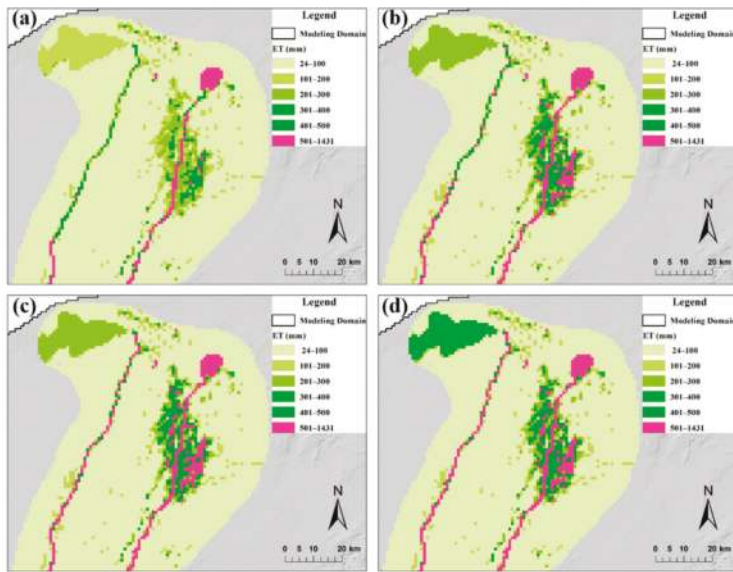 (a)
Legend
Modeling Domain
ET (mm)
24–100
101–200
201–300
301–400
401–500
501–1431
N
0 5 10 20 km
(b)
Legend
Modeling Domain
ET (mm)
24–100
101–200
201–300
301–400
401–500
501–1431
N
0 5 10 20 km
(c)
Legend
Modeling Domain
ET (mm)
24–100
101–200
201–300
301–400
401–500
501–1431
N
0 5 10 20 km
(d)
Legend
Modeling Domain
ET (mm)
24–100
101–200
201–300
301–400
401–500
501–1431
N
0 5 10 20 km